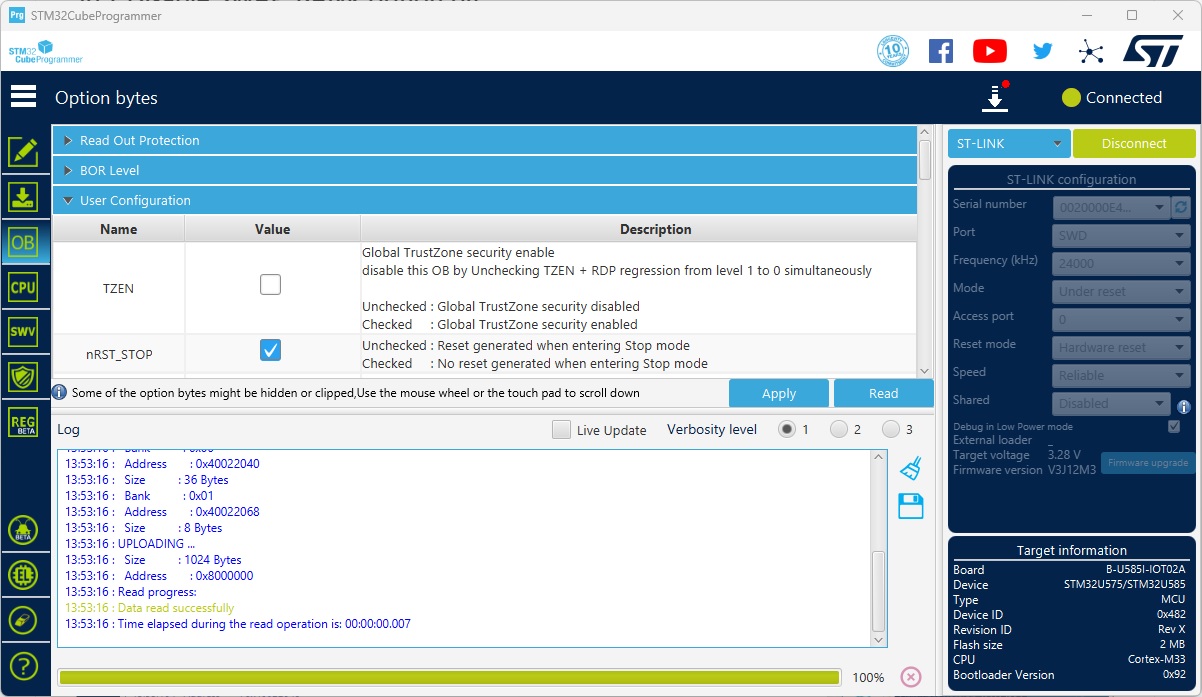 STM32CubeProgrammer
Prg
STM32
CubeProgrammer
10
Option bytes
Connected
Read Out Protection
BOR Level
User Configuration
Name Value Description
TZEN
Global TrustZone security enable
disable this OB by Unchecking TZEN + RDP regression from level 1 to 0 simultaneously
Unchecked : Global TrustZone security disabled
Checked : Global TrustZone security enabled
nRST_STOP
Unchecked : Reset generated when entering Stop mode
Checked : No reset generated when entering Stop mode
Some of the option bytes might be hidden or clipped,Use the mouse wheel or the touch pad to scroll down
Apply
Read
Log
Live Update
Verbosity level
1
2
3
13:53:16 : Address : 0x40022040
13:53:16 : Size : 36 Bytes
13:53:16 : Bank : 0x01
13:53:16 : Address : 0x40022068
13:53:16 : Size : 8 Bytes
13:53:16 : UPLOADING ...
13:53:16 : Size : 1024 Bytes
13:53:16 : Address : 0x8000000
13:53:16 : Read progress:
13:53:16 : Data read successfully
13:53:16 : Time elapsed during the read operation is: 00:00:00.007
100%
OB
CPU
SWV
REG
BETA
BETA
EL
?
ST-LINK
Disconnect
ST-LINK configuration
Serial number 0020000E4...
Port SWD
Frequency (kHz) 24000
Mode Under reset
Access port 0
Reset mode Hardware reset
Speed Reliable
Shared Disabled
Debug in Low Power mode
External loader _
Target voltage 3.28 V
Firmware version V3J12M3
Firmware upgrade
Target information
Board B-U585I-IOT02A
Device STM32U575/STM32U585
Type MCU
Device ID 0x482
Revision ID Rev X
Flash size 2 MB
CPU Cortex-M33
Bootloader Version 0x92